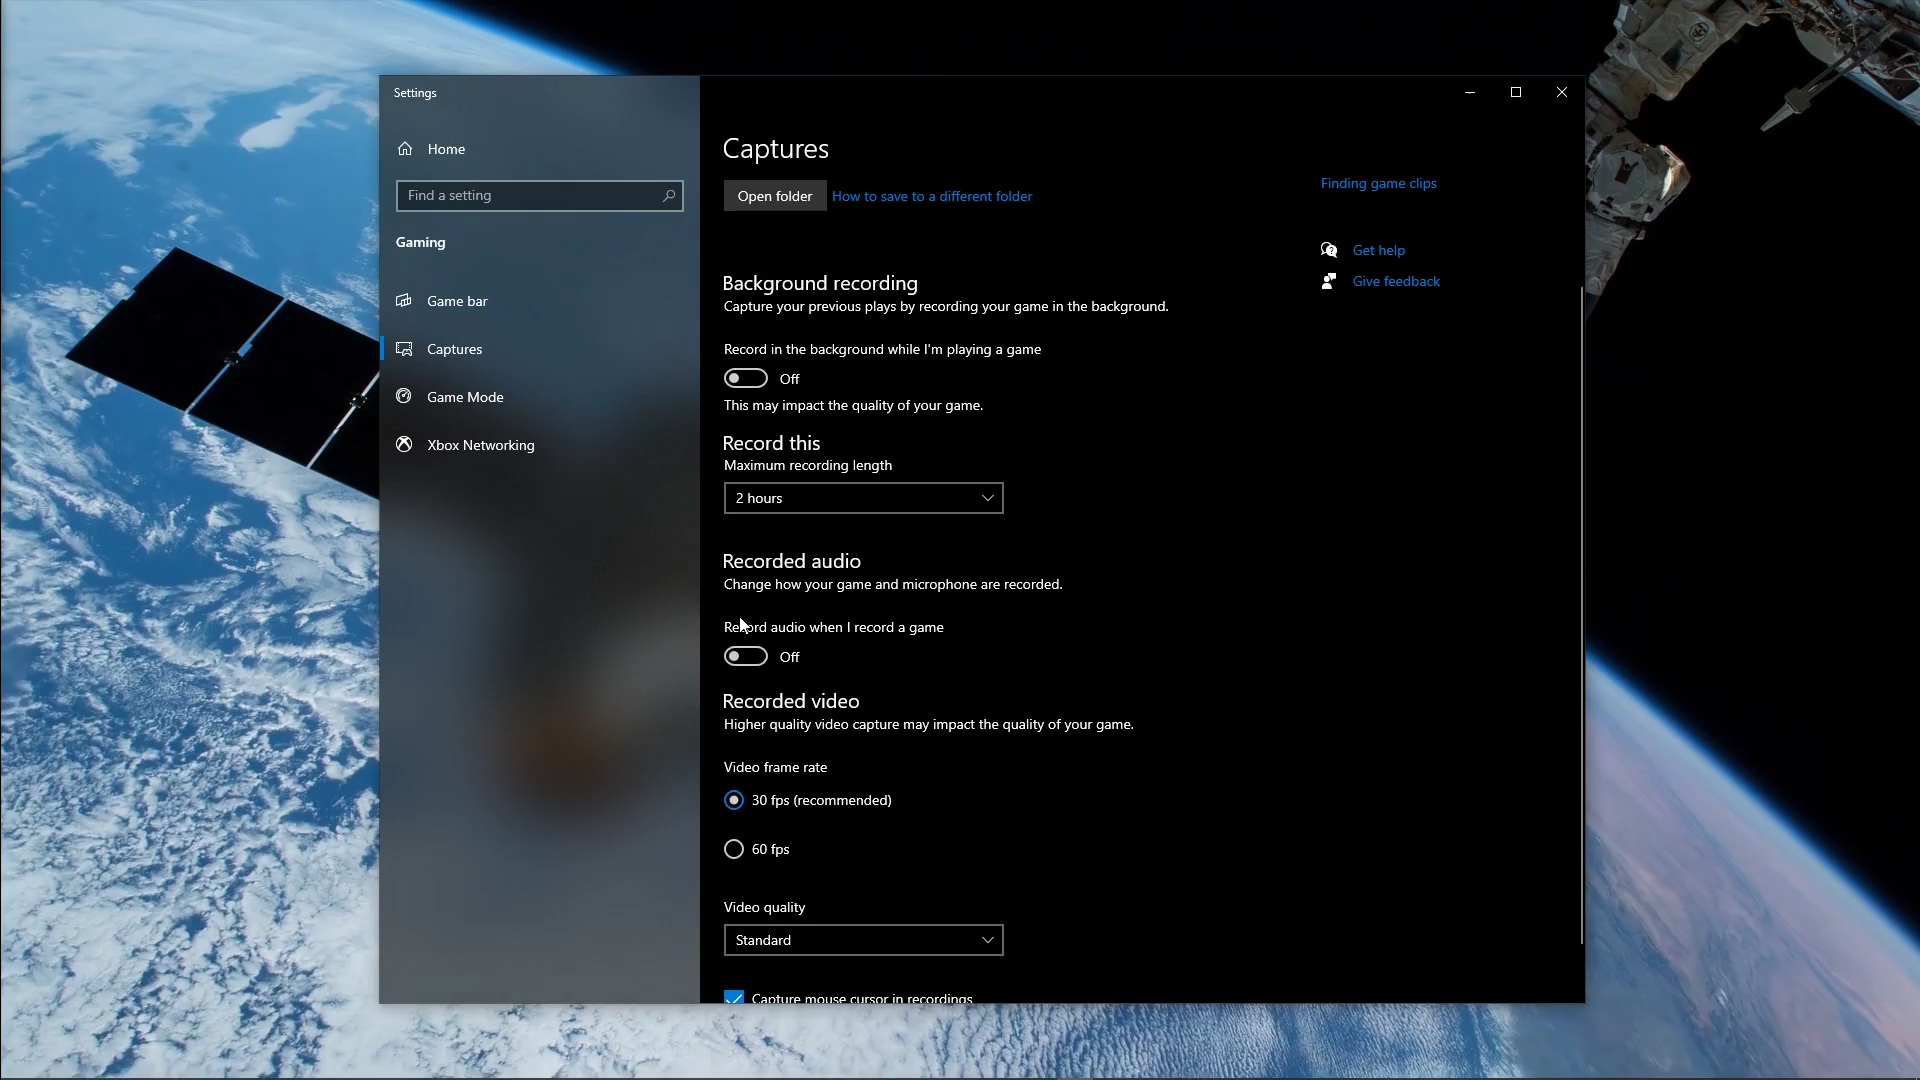 Settings
Home
Find a setting
Gaming
Game bar
Captures
Game Mode
Xbox Networking
Captures
Open folder
How to save to a different folder
Background recording
Capture your previous plays by recording your game in the background.
Record in the background while I'm playing a game
Off
This may impact the quality of your game.
Record this
Maximum recording length
2 hours
Recorded audio
Change how your game and microphone are recorded.
Record audio when I record a game
Off
Recorded video
Higher quality video capture may impact the quality of your game.
Video frame rate
30 fps (recommended)
60 fps
Video quality
Standard
Capture mouse cursor in recordings
Finding game clips
Get help
Give feedback